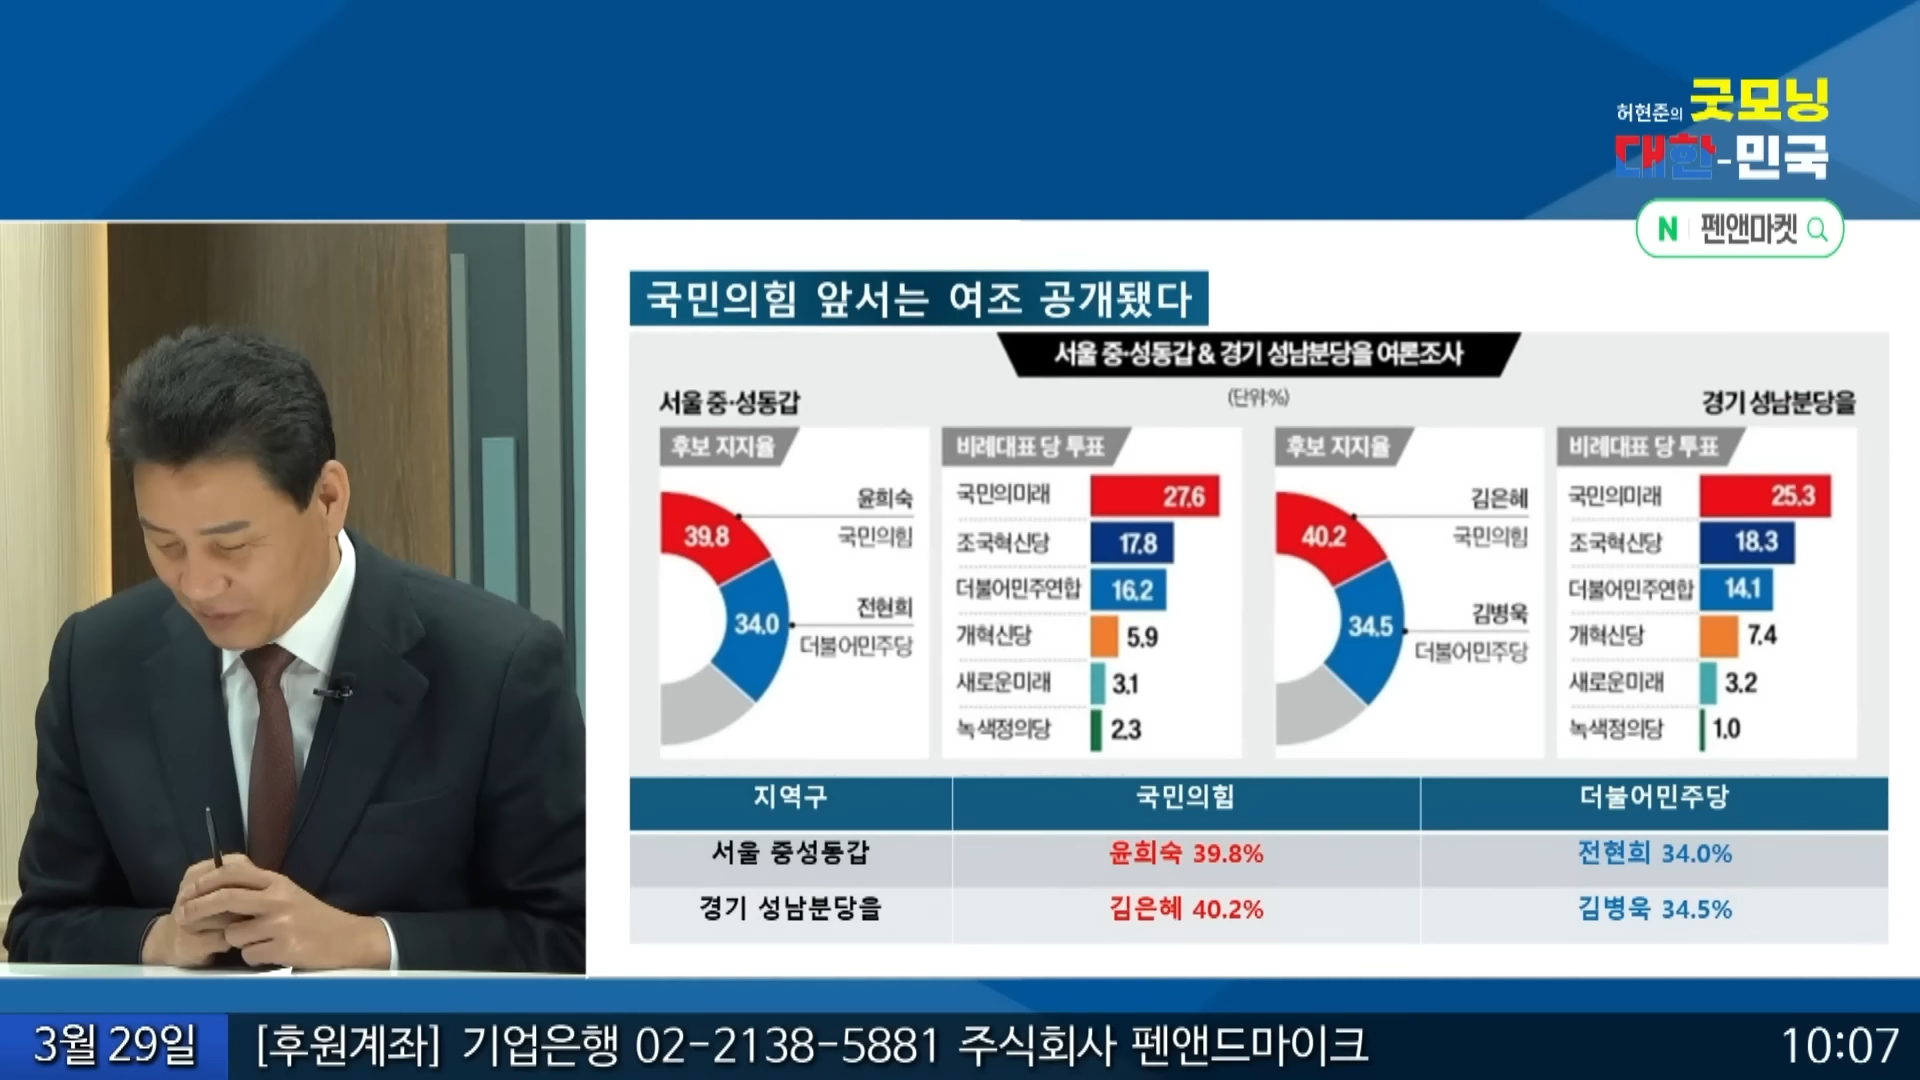 허현준의 굿모닝
대한-민국
N 펜앤마켓
국민의힘 앞서는 여조 공개됐다
서울 중·성동갑 & 경기 성남분당을 여론조사
(단위:%)
서울 중·성동갑
경기 성남분당을
후보 지지율
윤희숙
국민의힘
39.8
전현희
더불어민주당
34.0
비례대표 당 투표
국민의미래 27.6
조국혁신당 17.8
더불어민주연합 16.2
개혁신당 5.9
새로운미래 3.1
녹색정의당 2.3
후보 지지율
김은혜
국민의힘
40.2
김병욱
더불어민주당
34.5
비례대표 당 투표
국민의미래 25.3
조국혁신당 18.3
더불어민주연합 14.1
개혁신당 7.4
새로운미래 3.2
녹색정의당 1.0
지역구 국민의힘 더불어민주당
서울 중성동갑 윤희숙 39.8% 전현희 34.0%
경기 성남분당을 김은혜 40.2% 김병욱 34.5%
3월 29일 [후원계좌] 기업은행 02-2138-5881 주식회사 펜앤드마이크 10:07